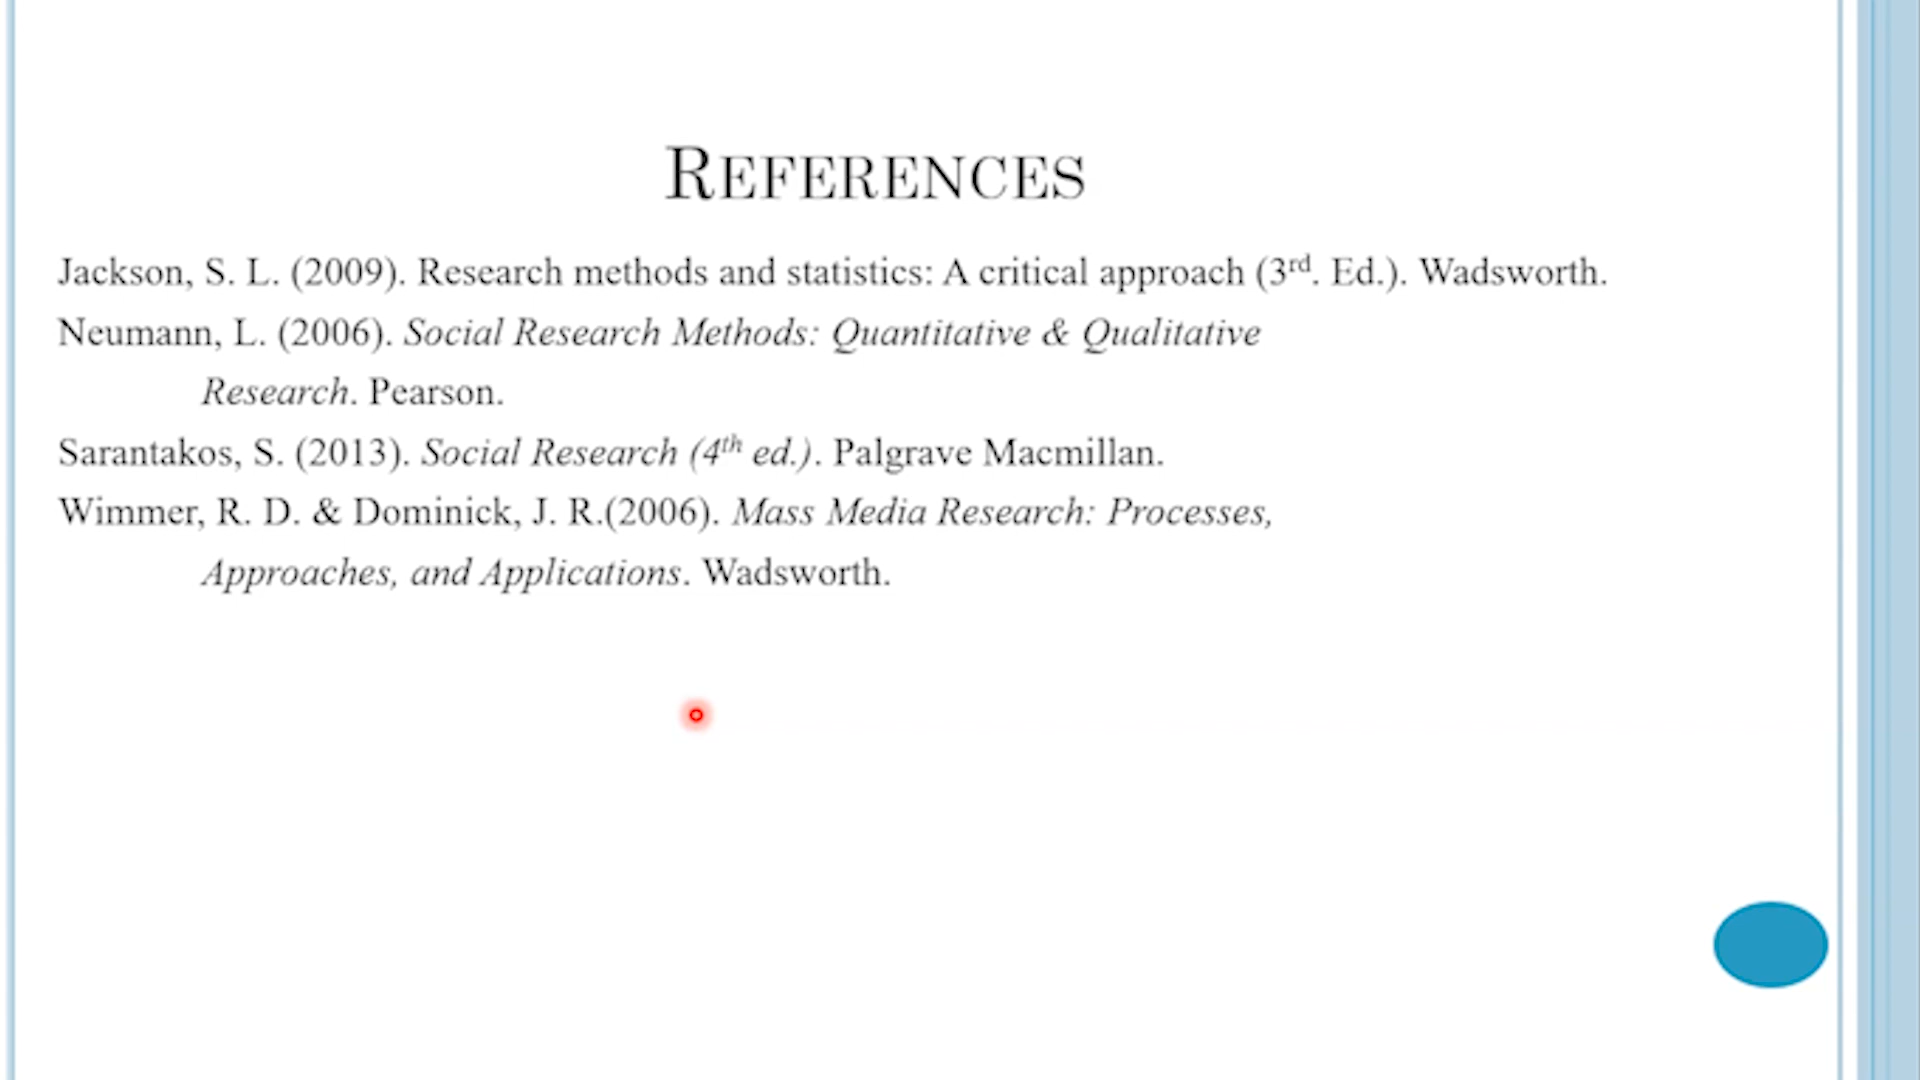 REFERENCES
Jackson, S. L. (2009). Research methods and statistics: A critical approach (3rd. Ed.). Wadsworth.
Neumann, L. (2006). Social Research Methods: Quantitative & Qualitative
Research. Pearson.
Sarantakos, S. (2013). Social Research (4th ed.). Palgrave Macmillan.
Wimmer, R. D. & Dominick, J. R.(2006). Mass Media Research: Processes,
Approaches, and Applications. Wadsworth.